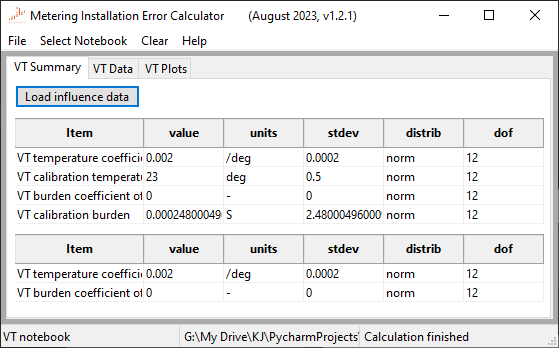 Metering Installation Error Calculator (August 2023, v1.2.1)
File Select Notebook Clear Help
VT Summary VT Data VT Plots
Load influence data
Item value units stdev distrib dof
VT temperature coeffici 0.002 /deg 0.0002 norm 12
VT calibration temperat 23 deg 0.5 norm 12
VT burden coefficient of 0 - 0 norm 12
VT calibration burden 0.00024800049 S 2.48000496000 norm 12
Item value units stdev distrib dof
VT temperature coeffici 0.002 /deg 0.0002 norm 12
VT burden coefficient of 0 - 0 norm 12
VT notebook G:\My Drive\KJ\PycharmProjects Calculation finished